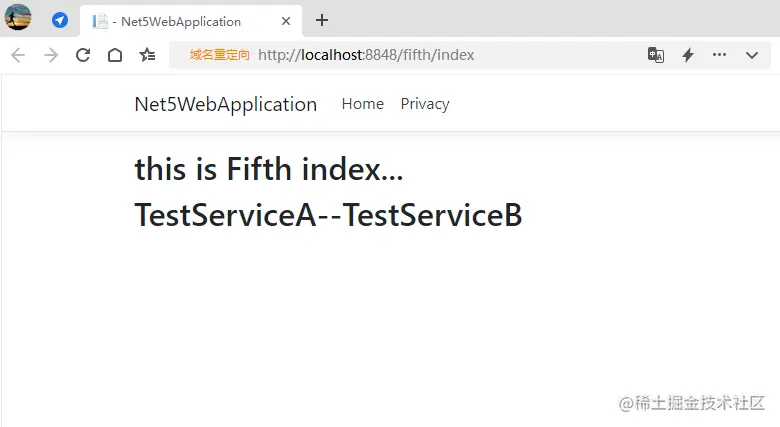 - Net5WebApplication
域名重定向 http://localhost:8848/fifth/index
Net5WebApplication Home Privacy
this is Fifth index...
TestServiceA--TestServiceB
@稀土掘金技术社区